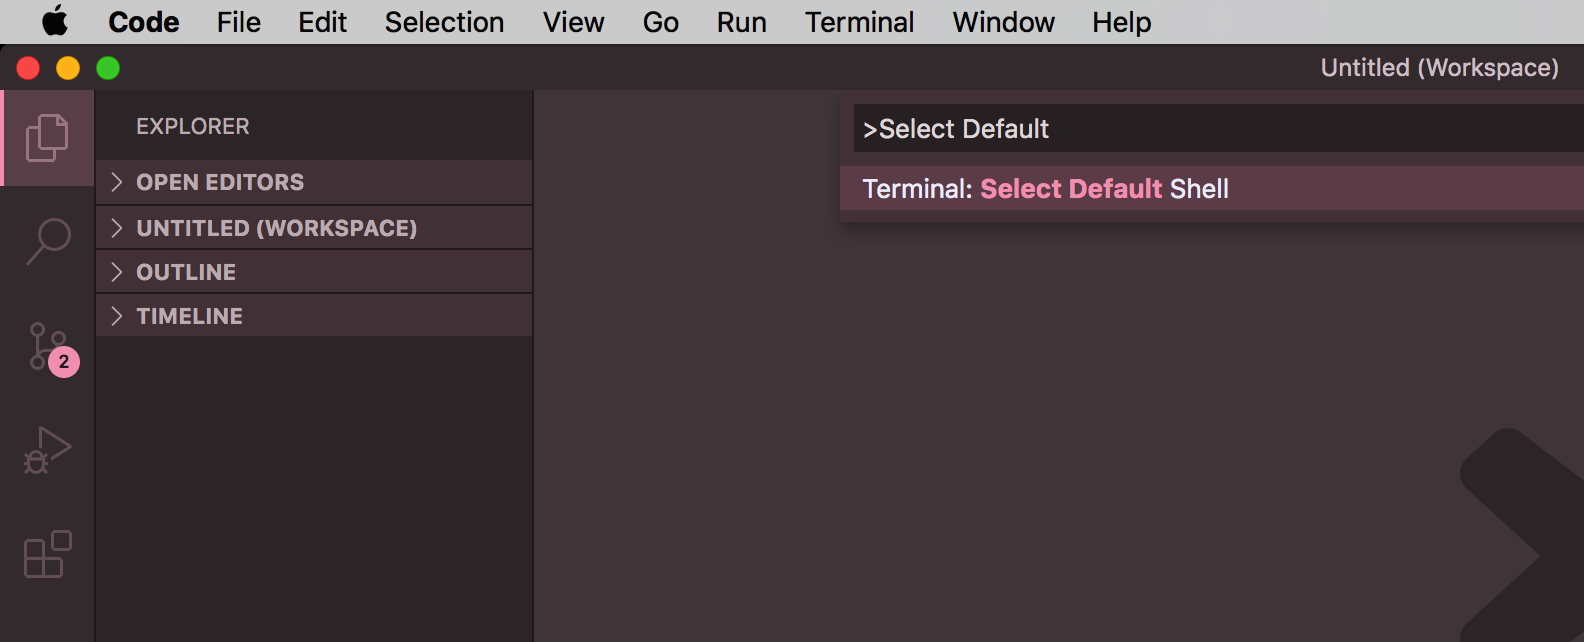 Code File Edit Selection View Go Run Terminal Window Help
Untitled (Workspace)
EXPLORER
>Select Default
OPEN EDITORS
Terminal: Select Default Shell
UNTITLED (WORKSPACE)
OUTLINE
TIMELINE
2